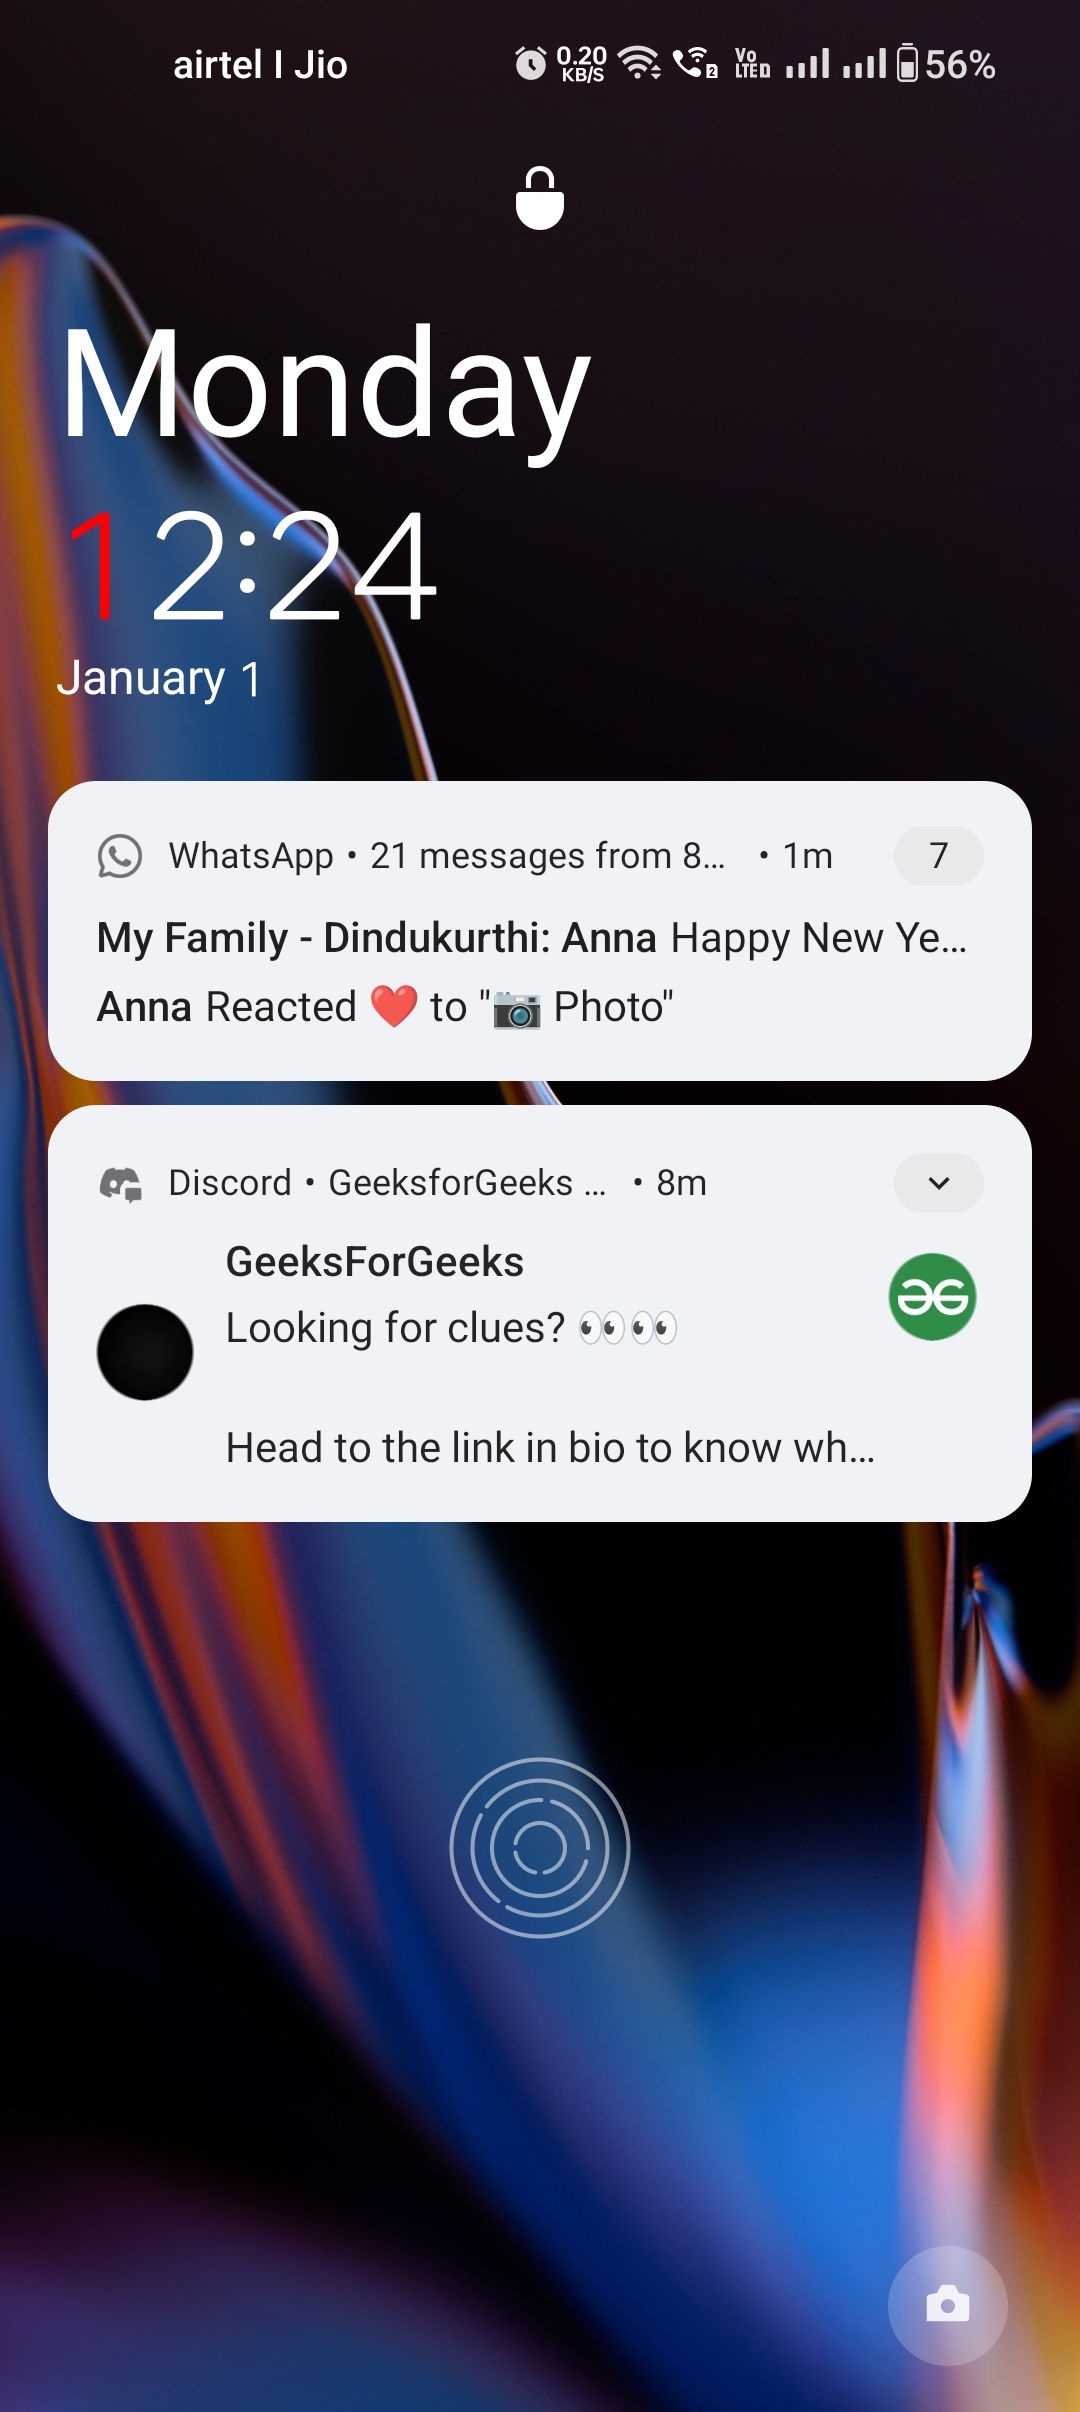 airtel I Jio 0.20 KB/S 2 Vo LTE D 56%
Monday
12:24
January 1
WhatsApp • 21 messages from 8… • 1m 7
My Family - Dindukurthi: Anna Happy New Ye…
Anna Reacted ❤️ to "📷 Photo"
Discord • GeeksforGeeks … • 8m
GeeksForGeeks
Looking for clues? 👀👀
Head to the link in bio to know wh…